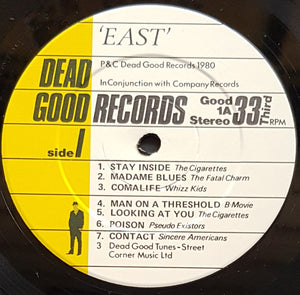 'EAST'
P&C Dead Good Records 1980
In Conjunction with Company Records
DEAD
GOOD RECORDS
Good 1A Stereo 33 Third RPM
side 1
1. STAY INSIDE The Cigarettes
2. MADAME BLUES The Fatal Charm
3. COMALIFE Whizz Kids
4. MAN ON A THRESHOLD B Movie
5. LOOKING AT YOU The Cigarettes
6. POISON Pseudo Existors
7. CONTACT Sincere Americans
3 Dead Good Tunes - Street
Corner Music Ltd